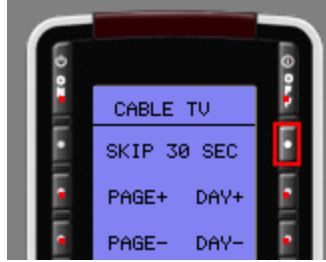 ON
OFF
CABLE TV
SKIP 30 SEC
PAGE+ DAY+
PAGE- DAY-